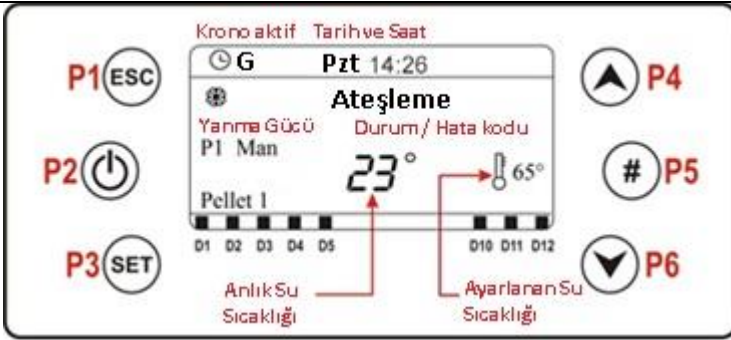 Krono aktif Tarih ve Saat
G Pzt 14:26
P1 ESC
P4
Ateşleme
Yanma Gücü Durum / Hata kodu
P1 Man
P2
23° 65°
# P5
Pellet 1
D1 D2 D3 D4 D5 D10 D11 D12
P3 SET
P6
Anlık Su Sıcaklığı
Ayarlanan Su Sıcaklığı